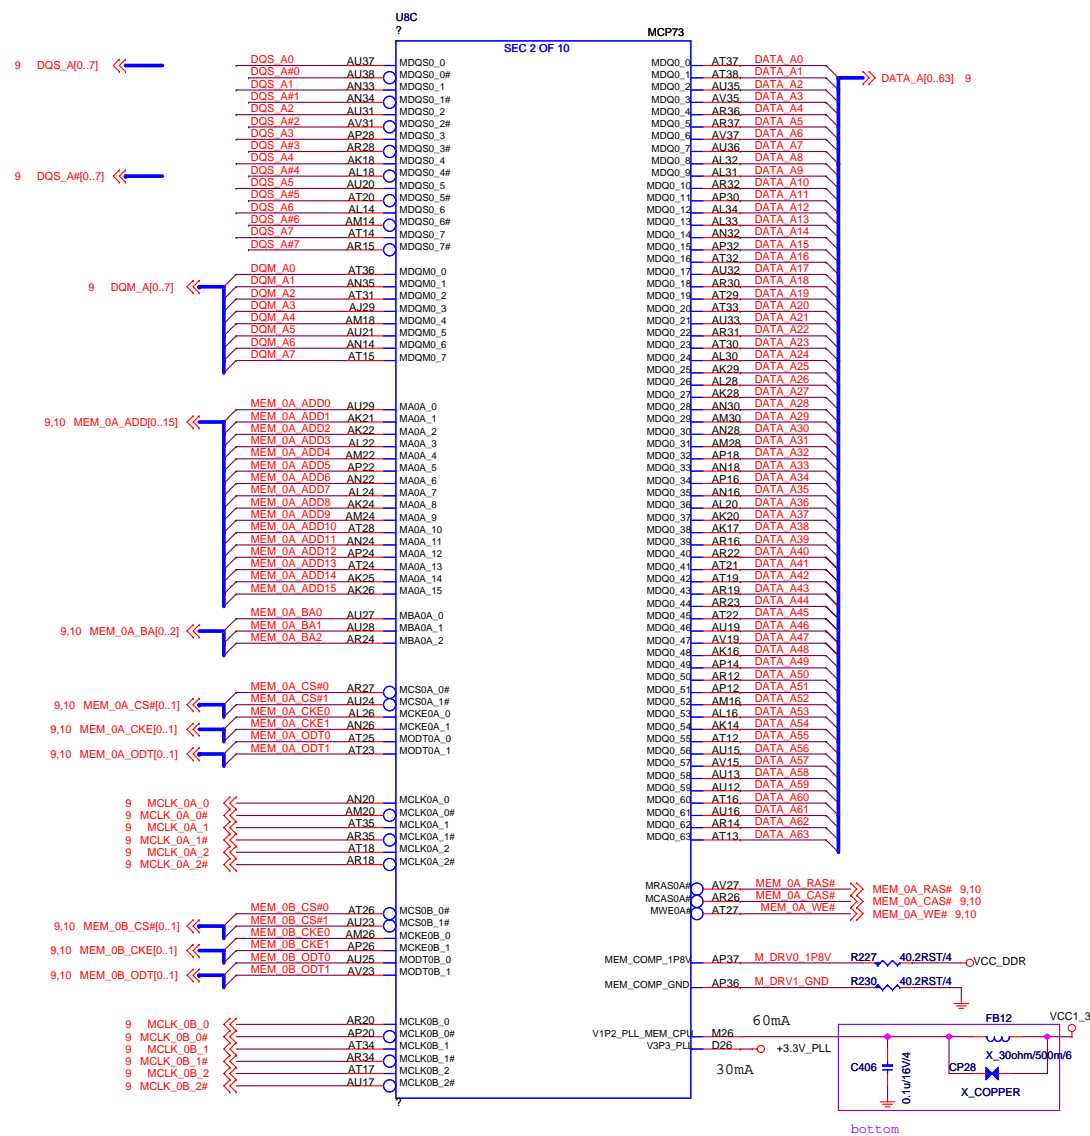 U8C
?
MCP73
SEC 2 OF 10
9 DQS_A[0..7]
9 DQS_A#[0..7]
9 DQM_A[0..7]
9,10 MEM_0A_ADD[0..15]
9,10 MEM_0A_BA[0..2]
9,10 MEM_0A_CS#[0..1]
9,10 MEM_0A_CKE[0..1]
9,10 MEM_0A_ODT[0..1]
9,10 MEM_0B_CS#[0..1]
9,10 MEM_0B_CKE[0..1]
9,10 MEM_0B_ODT[0..1]
DQS_A0 AU37 MDQS0_0
DQS_A#0 AU38 MDQS0_0#
DQS_A1 AN33 MDQS0_1
DQS_A#1 AN34 MDQS0_1#
DQS_A2 AU31 MDQS0_2
DQS_A#2 AV31 MDQS0_2#
DQS_A3 AP28 MDQS0_3
DQS_A#3 AR28 MDQS0_3#
DQS_A4 AK18 MDQS0_4
DQS_A#4 AL18 MDQS0_4#
DQS_A5 AU20 MDQS0_5
DQS_A#5 AT20 MDQS0_5#
DQS_A6 AL14 MDQS0_6
DQS_A#6 AM14 MDQS0_6#
DQS_A7 AT14 MDQS0_7
DQS_A#7 AR15 MDQS0_7#
DQM_A0 AT36 MDQM0_0
DQM_A1 AN35 MDQM0_1
DQM_A2 AT31 MDQM0_2
DQM_A3 AJ29 MDQM0_3
DQM_A4 AM18 MDQM0_4
DQM_A5 AU21 MDQM0_5
DQM_A6 AN14 MDQM0_6
DQM_A7 AT15 MDQM0_7
MEM_0A_ADD0 AU29 MA0A_0
MEM_0A_ADD1 AK21 MA0A_1
MEM_0A_ADD2 AK22 MA0A_2
MEM_0A_ADD3 AL22 MA0A_3
MEM_0A_ADD4 AM22 MA0A_4
MEM_0A_ADD5 AP22 MA0A_5
MEM_0A_ADD6 AN22 MA0A_6
MEM_0A_ADD7 AL24 MA0A_7
MEM_0A_ADD8 AK24 MA0A_8
MEM_0A_ADD9 AM24 MA0A_9
MEM_0A_ADD10 AT28 MA0A_10
MEM_0A_ADD11 AN24 MA0A_11
MEM_0A_ADD12 AP24 MA0A_12
MEM_0A_ADD13 AT24 MA0A_13
MEM_0A_ADD14 AK25 MA0A_14
MEM_0A_ADD15 AK26 MA0A_15
MEM_0A_BA0 AU27 MBA0A_0
MEM_0A_BA1 AU28 MBA0A_1
MEM_0A_BA2 AR24 MBA0A_2
MEM_0A_CS#0 AR27 MCS0A_0#
MEM_0A_CS#1 AU24 MCS0A_1#
MEM_0A_CKE0 AL26 MCKE0A_0
MEM_0A_CKE1 AN26 MCKE0A_1
MEM_0A_ODT0 AT25 MODT0A_0
MEM_0A_ODT1 AT23 MODT0A_1
9 MCLK_0A_0 AN20 MCLK0A_0
9 MCLK_0A_0# AM20 MCLK0A_0#
9 MCLK_0A_1 AT35 MCLK0A_1
9 MCLK_0A_1# AR35 MCLK0A_1#
9 MCLK_0A_2 AT18 MCLK0A_2
9 MCLK_0A_2# AR18 MCLK0A_2#
MEM_0B_CS#0 AT26 MCS0B_0#
MEM_0B_CS#1 AU23 MCS0B_1#
MEM_0B_CKE0 AM26 MCKE0B_0
MEM_0B_CKE1 AP26 MCKE0B_1
MEM_0B_ODT0 AU25 MODT0B_0
MEM_0B_ODT1 AV23 MODT0B_1
9 MCLK_0B_0 AR20 MCLK0B_0
9 MCLK_0B_0# AP20 MCLK0B_0#
9 MCLK_0B_1 AT34 MCLK0B_1
9 MCLK_0B_1# AR34 MCLK0B_1#
9 MCLK_0B_2 AT17 MCLK0B_2
9 MCLK_0B_2# AU17 MCLK0B_2#
?
MDQ0_0 AT37 DATA_A0
MDQ0_1 AT38 DATA_A1
MDQ0_2 AU35 DATA_A2
MDQ0_3 AV35 DATA_A3
MDQ0_4 AR36 DATA_A4
MDQ0_5 AR37 DATA_A5
MDQ0_6 AV37 DATA_A6
MDQ0_7 AU36 DATA_A7
MDQ0_8 AL32 DATA_A8
MDQ0_9 AL31 DATA_A9
MDQ0_10 AR32 DATA_A10
MDQ0_11 AP30 DATA_A11
MDQ0_12 AL34 DATA_A12
MDQ0_13 AL33 DATA_A13
MDQ0_14 AN32 DATA_A14
MDQ0_15 AP32 DATA_A15
MDQ0_16 AT32 DATA_A16
MDQ0_17 AU32 DATA_A17
MDQ0_18 AR30 DATA_A18
MDQ0_19 AT29 DATA_A19
MDQ0_20 AT33 DATA_A20
MDQ0_21 AU33 DATA_A21
MDQ0_22 AR31 DATA_A22
MDQ0_23 AT30 DATA_A23
MDQ0_24 AL30 DATA_A24
MDQ0_25 AK29 DATA_A25
MDQ0_26 AL28 DATA_A26
MDQ0_27 AK28 DATA_A27
MDQ0_28 AN30 DATA_A28
MDQ0_29 AM30 DATA_A29
MDQ0_30 AN28 DATA_A30
MDQ0_31 AM28 DATA_A31
MDQ0_32 AP18 DATA_A32
MDQ0_33 AN18 DATA_A33
MDQ0_34 AP16 DATA_A34
MDQ0_35 AN16 DATA_A35
MDQ0_36 AL20 DATA_A36
MDQ0_37 AK20 DATA_A37
MDQ0_38 AK17 DATA_A38
MDQ0_39 AR16 DATA_A39
MDQ0_40 AR22 DATA_A40
MDQ0_41 AT21 DATA_A41
MDQ0_42 AT19 DATA_A42
MDQ0_43 AR19 DATA_A43
MDQ0_44 AR23 DATA_A44
MDQ0_45 AT22 DATA_A45
MDQ0_46 AU19 DATA_A46
MDQ0_47 AV19 DATA_A47
MDQ0_48 AK16 DATA_A48
MDQ0_49 AP14 DATA_A49
MDQ0_50 AR12 DATA_A50
MDQ0_51 AP12 DATA_A51
MDQ0_52 AM16 DATA_A52
MDQ0_53 AL16 DATA_A53
MDQ0_54 AK14 DATA_A54
MDQ0_55 AT12 DATA_A55
MDQ0_56 AU15 DATA_A56
MDQ0_57 AV15 DATA_A57
MDQ0_58 AU13 DATA_A58
MDQ0_59 AU12 DATA_A59
MDQ0_60 AT16 DATA_A60
MDQ0_61 AU16 DATA_A61
MDQ0_62 AR14 DATA_A62
MDQ0_63 AT13 DATA_A63
DATA_A[0..63] 9
MRAS0A# AV27 MEM_0A_RAS# MEM_0A_RAS# 9,10
MCAS0A# AR26 MEM_0A_CAS# MEM_0A_CAS# 9,10
MWE0A# AT27 MEM_0A_WE# MEM_0A_WE# 9,10
MEM_COMP_1P8V AP37 M_DRV0_1P8V R227 40.2RST/4 VCC_DDR
MEM_COMP_GND AP36 M_DRV1_GND R230 40.2RST/4
60mA
V1P2_PLL_MEM_CPU M26
V3P3_PLL D26 +3.3V_PLL
30mA
FB12
VCC1_3
X_30ohm/500m/6
C406
0.1u/16V/4
CP28
X_COPPER
bottom